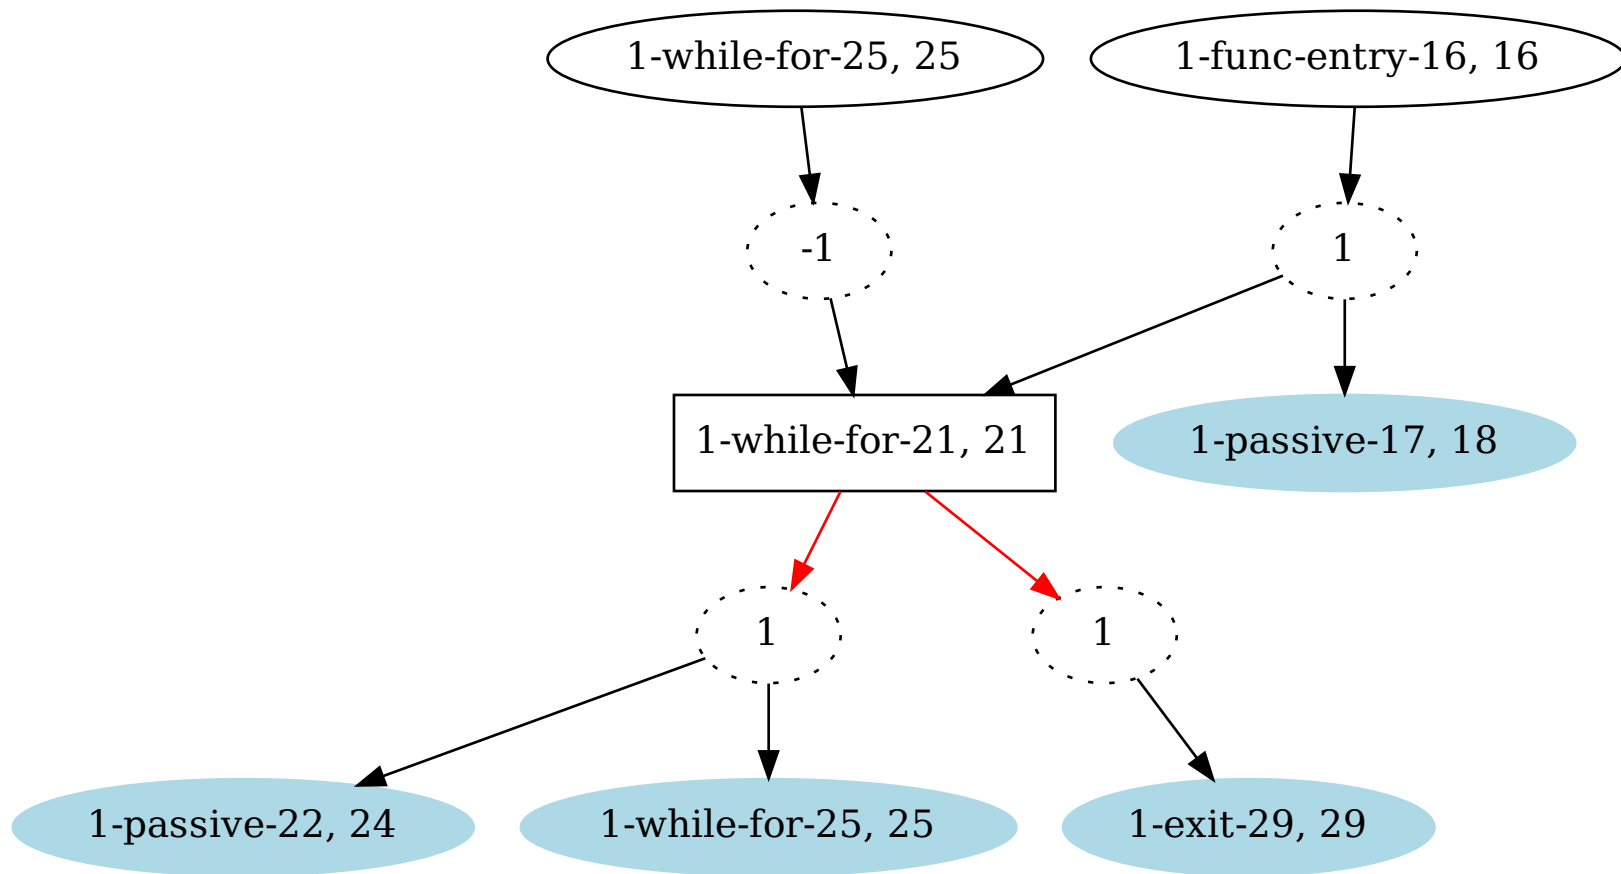 1-while-for-25, 25
1-func-entry-16, 16
-1
1
1-while-for-21, 21
1-passive-17, 18
1
1
1-passive-22, 24
1-while-for-25, 25
1-exit-29, 29